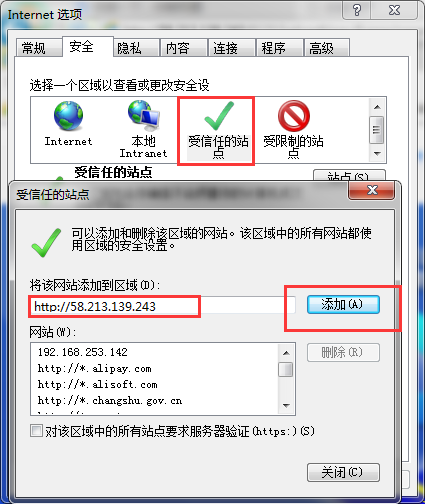 Internet 选项
常规
安全
隐私
内容
连接
程序
高级
选择一个区域以查看或更改安全设
Internet
本地
Intranet
受信任的站
点
受限制的站
点
受信任的站点
站点(S)
受信任的站点
可以添加和删除该区域的网站。该区域中的所有网站都使
用区域的安全设置。
将该网站添加到区域(D):
http://58.213.139.243
添加(A)
网站(W):
192.168.253.142
http://*.alipay.com
http://*.alisoft.com
http://*.changshu.gov.cn
删除(R)
对该区域中的所有站点要求服务器验证(https:)(S)
关闭(C)